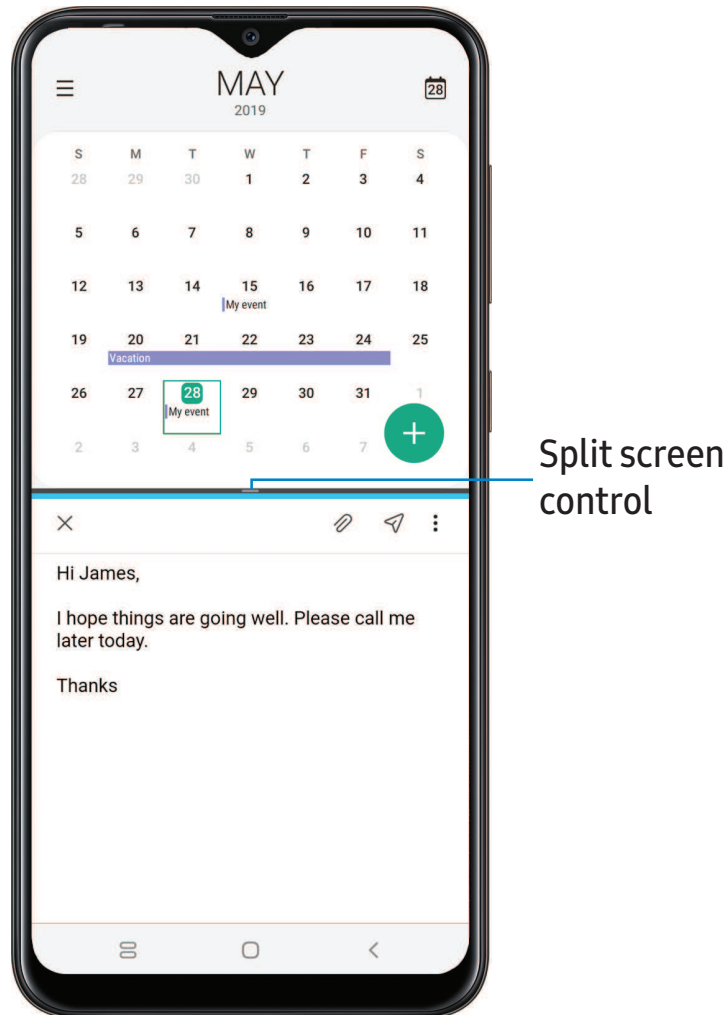 MAY
28
2019
S M T W T F S
28 29 30 1 2 3 4
5 6 7 8 9 10 11
12 13 14 15 16 17 18
My event
19 20 21 22 23 24 25
Vacation
26 27 28 29 30 31 1
My event
2 3 4 5 6 7
Split screen
control
Hi James,
I hope things are going well. Please call me
later today.
Thanks